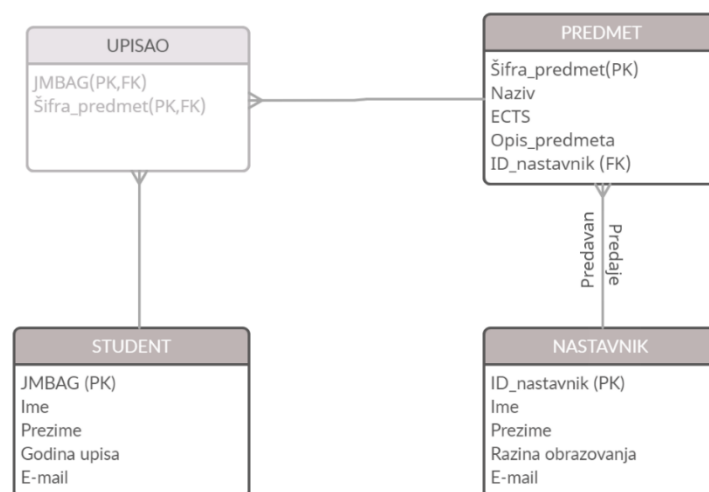 UPISAO
JMBAG(PK,FK)
Šifra_predmet(PK,FK)
PREDMET
Šifra_predmet(PK)
Naziv
ECTS
Opis_predmeta
ID_nastavnik (FK)
Predavan
Predaje
STUDENT
JMBAG (PK)
Ime
Prezime
Godina upisa
E-mail
NASTAVNIK
ID_nastavnik (PK)
Ime
Prezime
Razina obrazovanja
E-mail